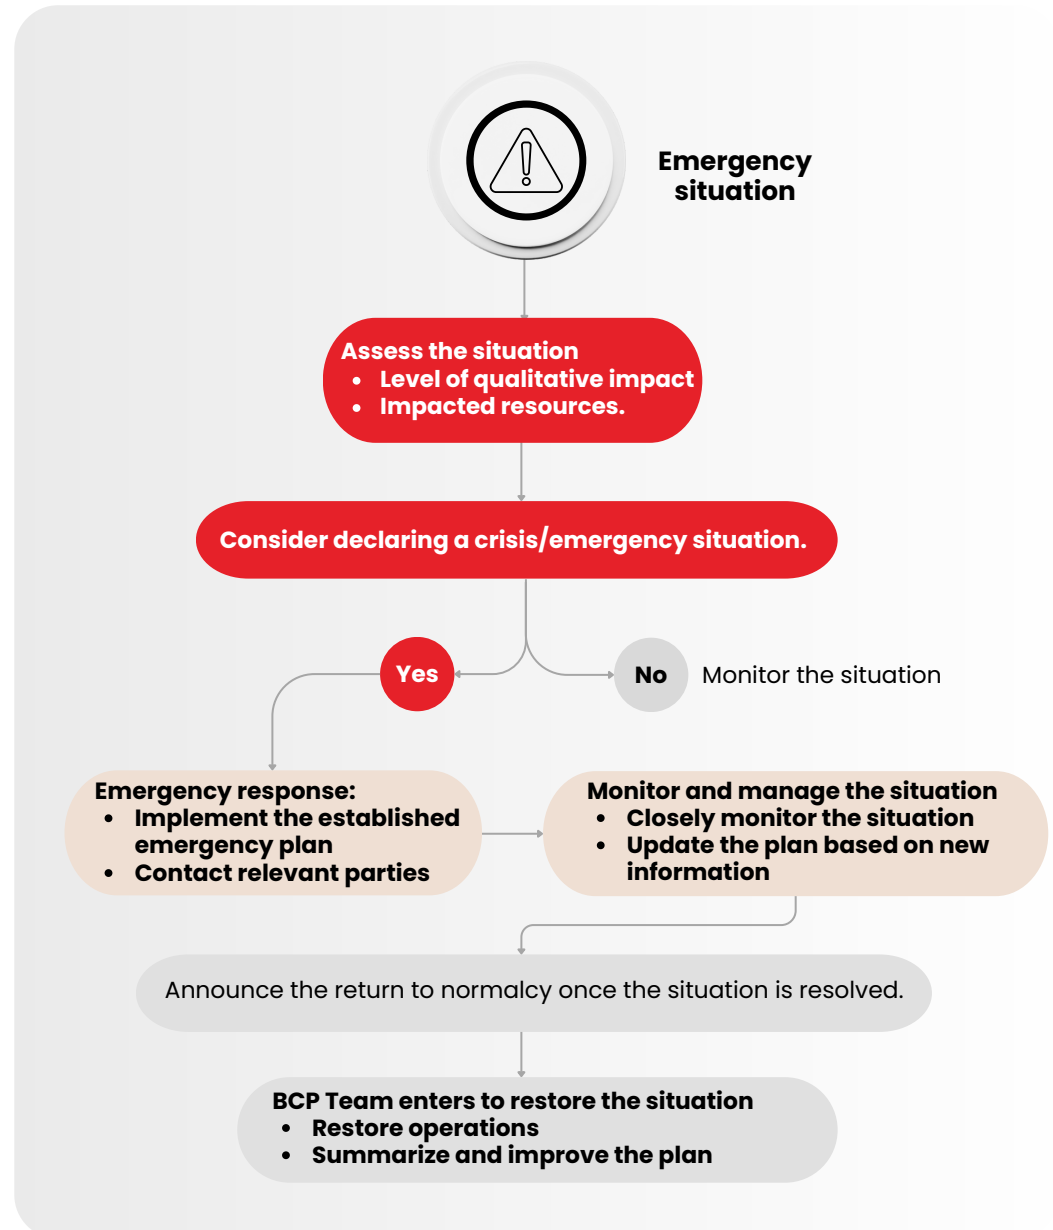 Emergency
situation
Assess the situation
• Level of qualitative impact
• Impacted resources.
Consider declaring a crisis/emergency situation.
Yes
No
Monitor the situation
Emergency response:
• Implement the established
emergency plan
• Contact relevant parties
Monitor and manage the situation
• Closely monitor the situation
• Update the plan based on new
information
Announce the return to normalcy once the situation is resolved.
BCP Team enters to restore the situation
• Restore operations
• Summarize and improve the plan